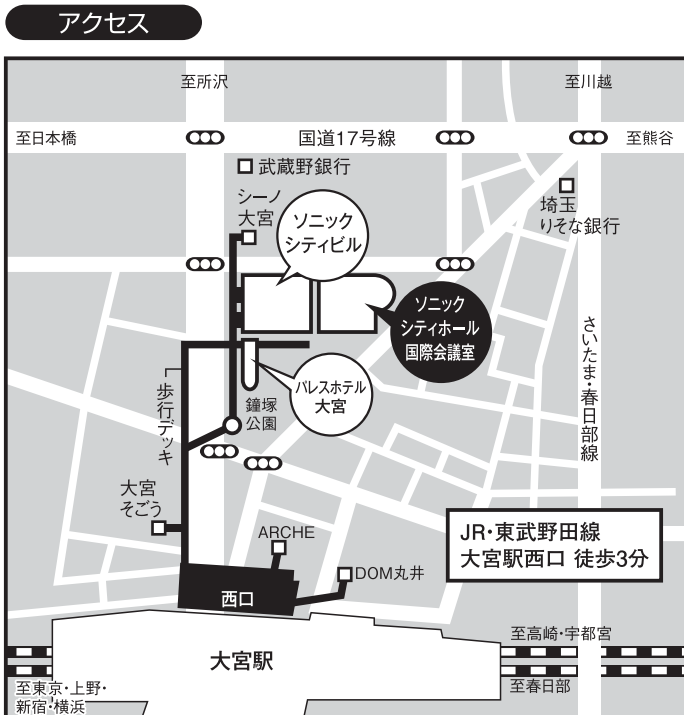 アクセス
至所沢
至川越
至日本橋
国道17号線
至熊谷
武蔵野銀行
シーノ
大宮
ソニック
シティビル
埼玉
りそな銀行
ソニック
シティホール
国際会議室
さいたま・春日部線
パレスホテル
大宮
歩行デッキ
鐘塚
公園
大宮
そごう
ARCHE
DOM丸井
JR・東武野田線
大宮駅西口 徒歩3分
西口
大宮駅
至高崎・宇都宮
至春日部
至東京・上野・
新宿・横浜